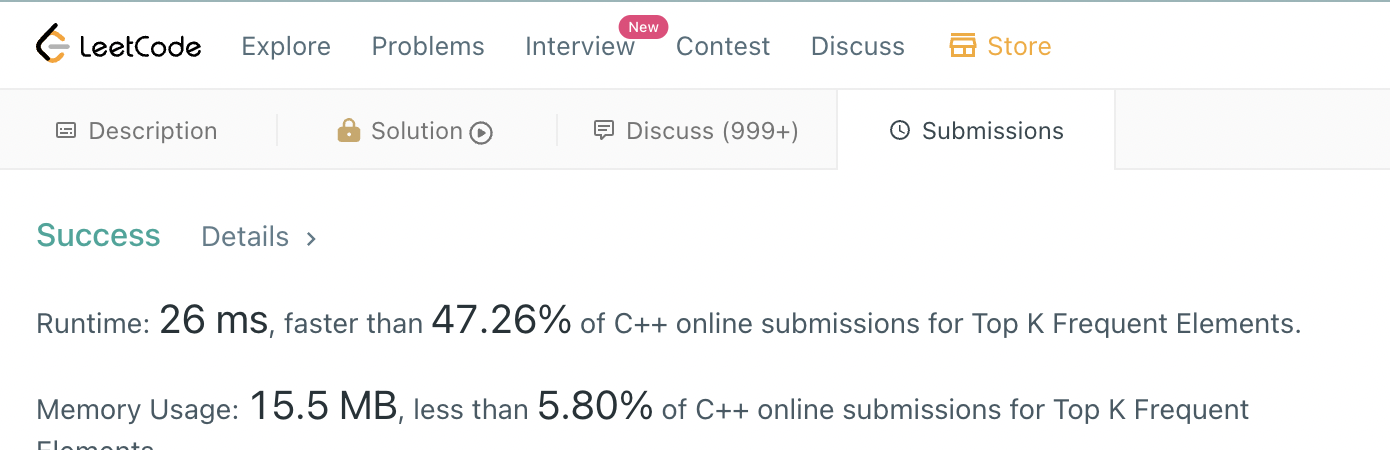 LeetCode Explore Problems Interview New Contest Discuss Store
Description Solution Discuss (999+) Submissions
Success Details >
Runtime: 26 ms, faster than 47.26% of C++ online submissions for Top K Frequent Elements.
Memory Usage: 15.5 MB, less than 5.80% of C++ online submissions for Top K Frequent
Elements.